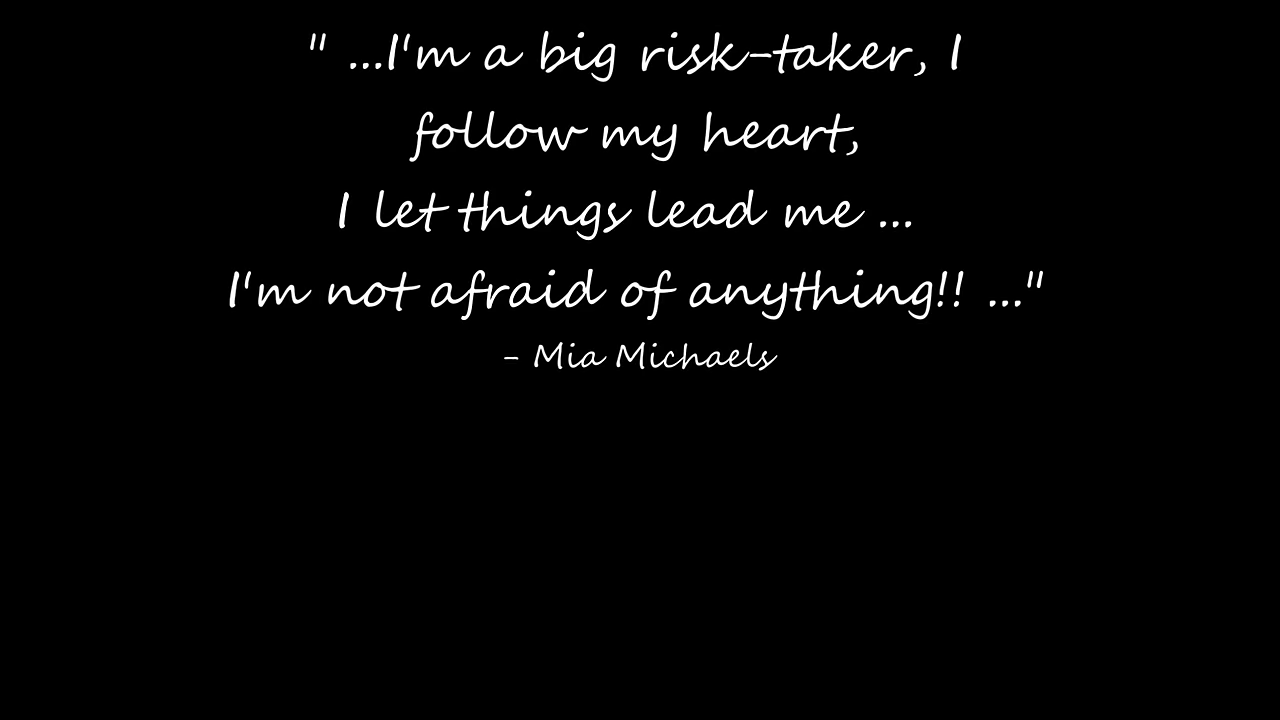 " ...I'm a big risk-taker, I
follow my heart,
I let things lead me ...
I'm not afraid of anything!! ..."
- Mia Michaels